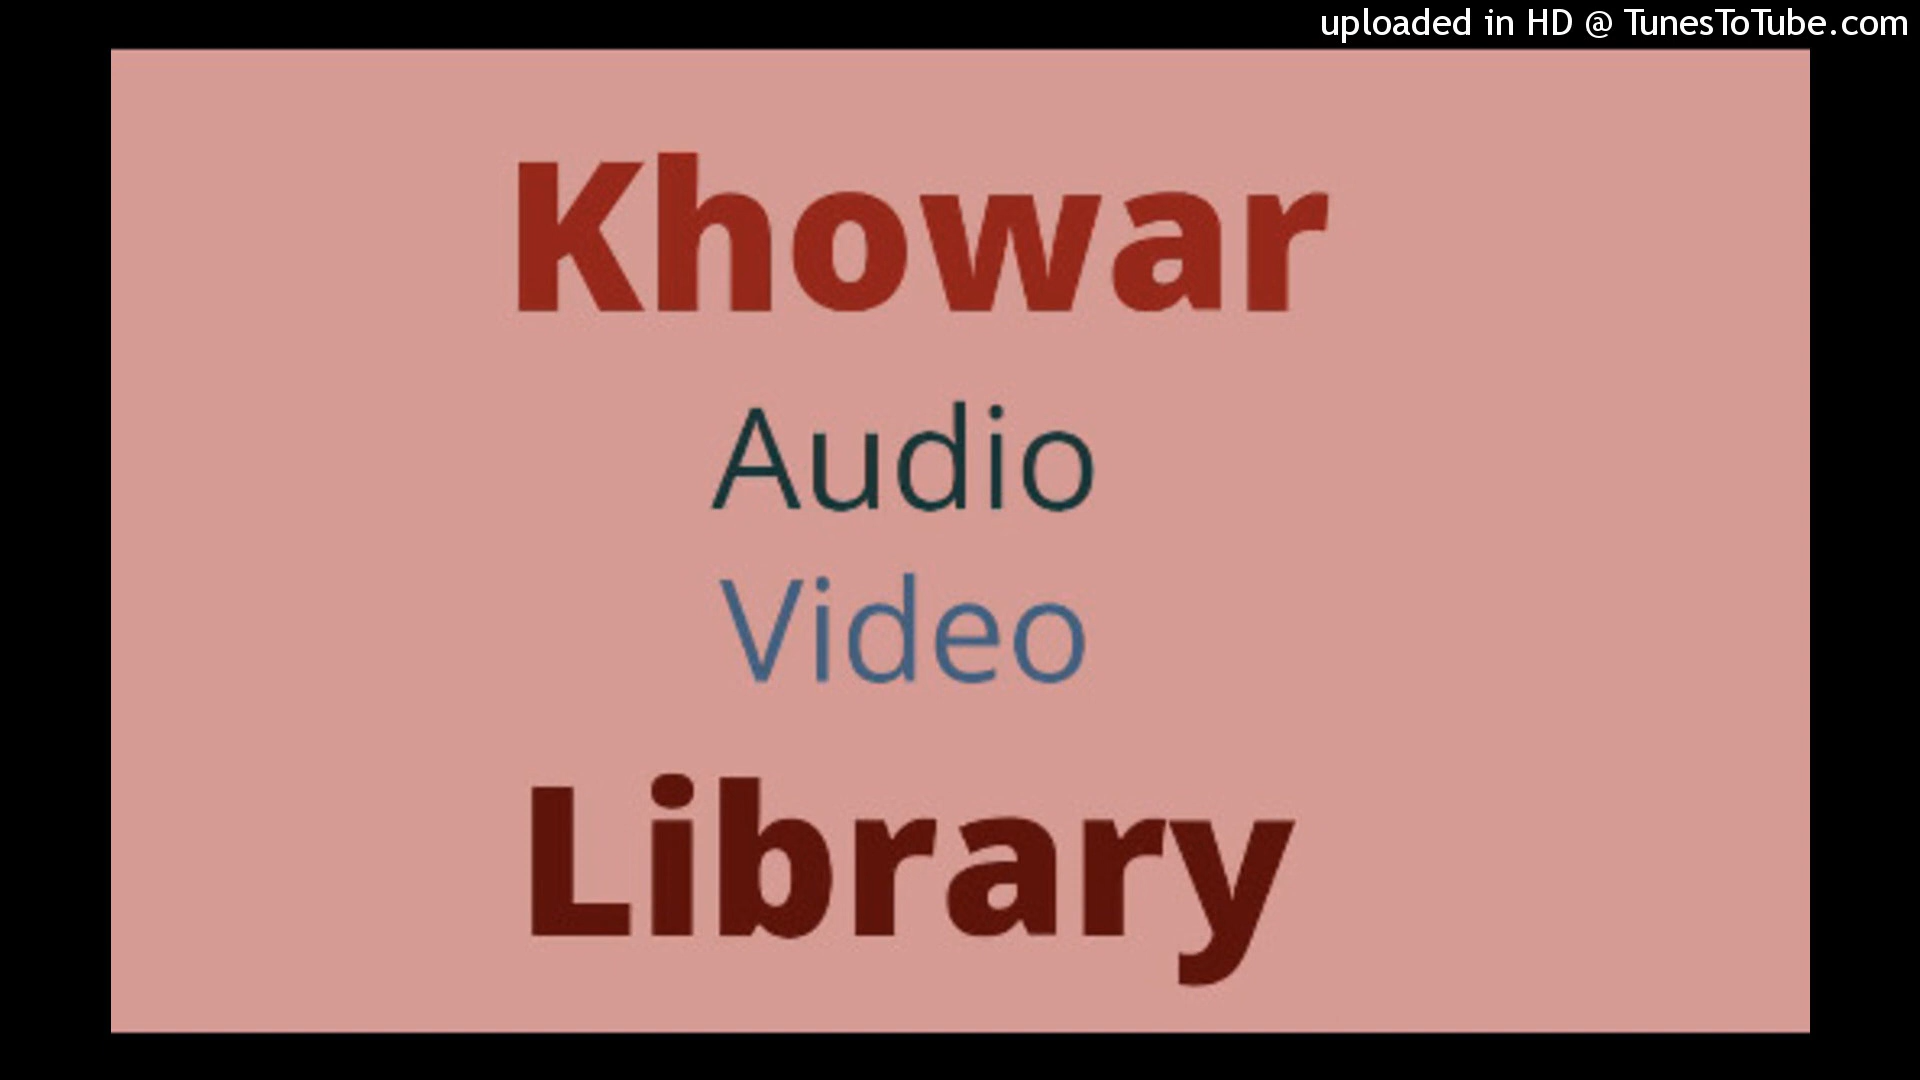 uploaded in HD @ TunesToTube.com
Khowar
Audio
Video
Library